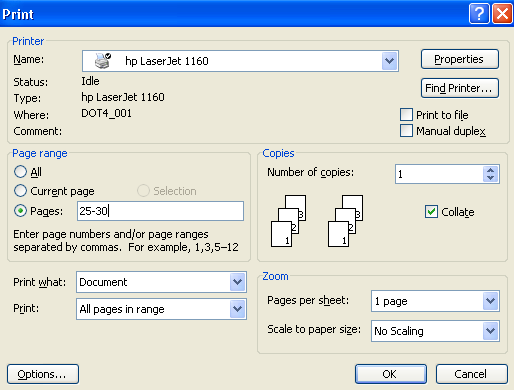 Print
Printer
Name: hp LaserJet 1160
Properties
Status: Idle
Find Printer...
Type: hp LaserJet 1160
Where: DOT4_001
Print to file
Comment:
Manual duplex
Page range
All
Current page Selection
Pages: 25-30
Enter page numbers and/or page ranges
separated by commas. For example, 1,3,5–12
Copies
Number of copies: 1
3 2 1 3 2 1
Collate
Print what: Document
Print: All pages in range
Zoom
Pages per sheet: 1 page
Scale to paper size: No Scaling
Options...
OK Cancel